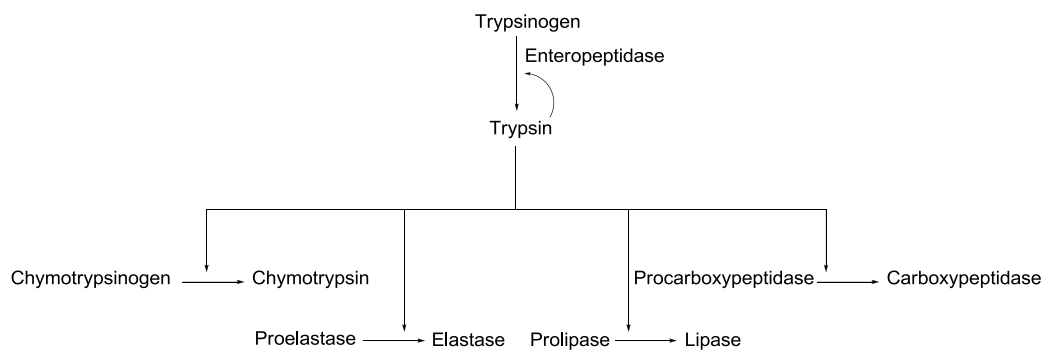 Trypsinogen
Enteropeptidase
Trypsin
Chymotrypsinogen Chymotrypsin Procarboxypeptidase Carboxypeptidase
Proelastase Elastase Prolipase Lipase